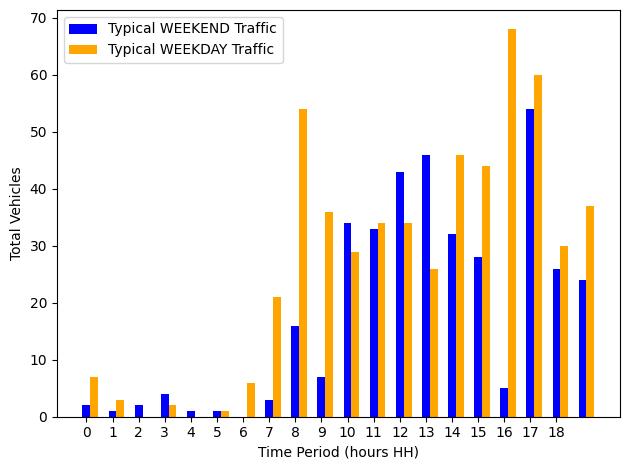 Typical WEEKEND Traffic
Typical WEEKDAY Traffic
70
60
50
40
30
20
10
0
Total Vehicles
0 1 2 3 4 5 6 7 8 9 10 11 12 13 14 15 16 17 18
Time Period (hours HH)